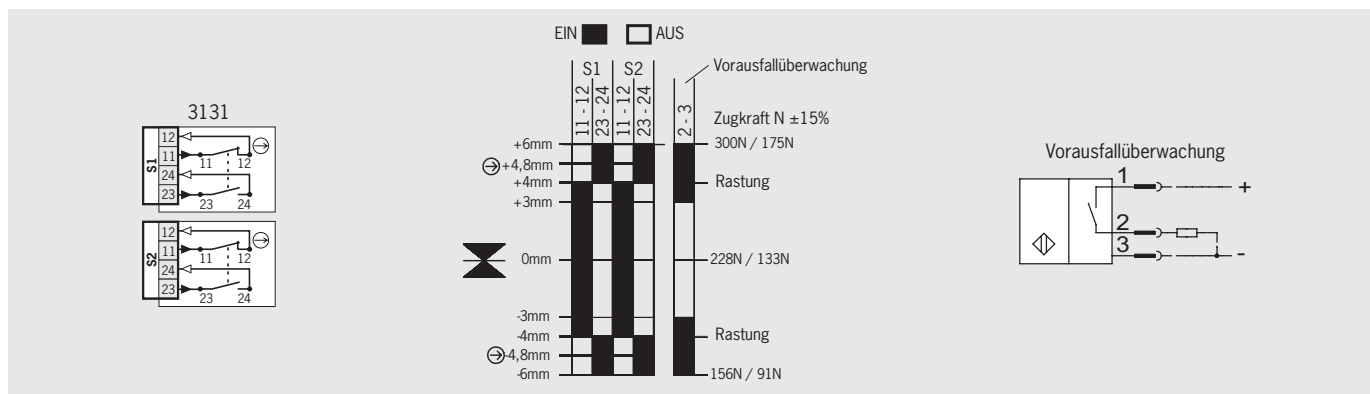 EIN AUS
S1 S2
Vorausfallüberwachung
11 - 12 23 - 24 11 - 12 23 - 24 2 - 3
Zugkraft N ±15%
+6mm 300N / 175N
+4,8mm
+4mm Rastung
+3mm
0mm 228N / 133N
-3mm
-4mm Rastung
-4,8mm
-6mm 156N / 91N
3131
S1
12
11 11 12
24
23 23 24
S2
12
11 11 12
24
23 23 24
Vorausfallüberwachung
1 +
2
3 -